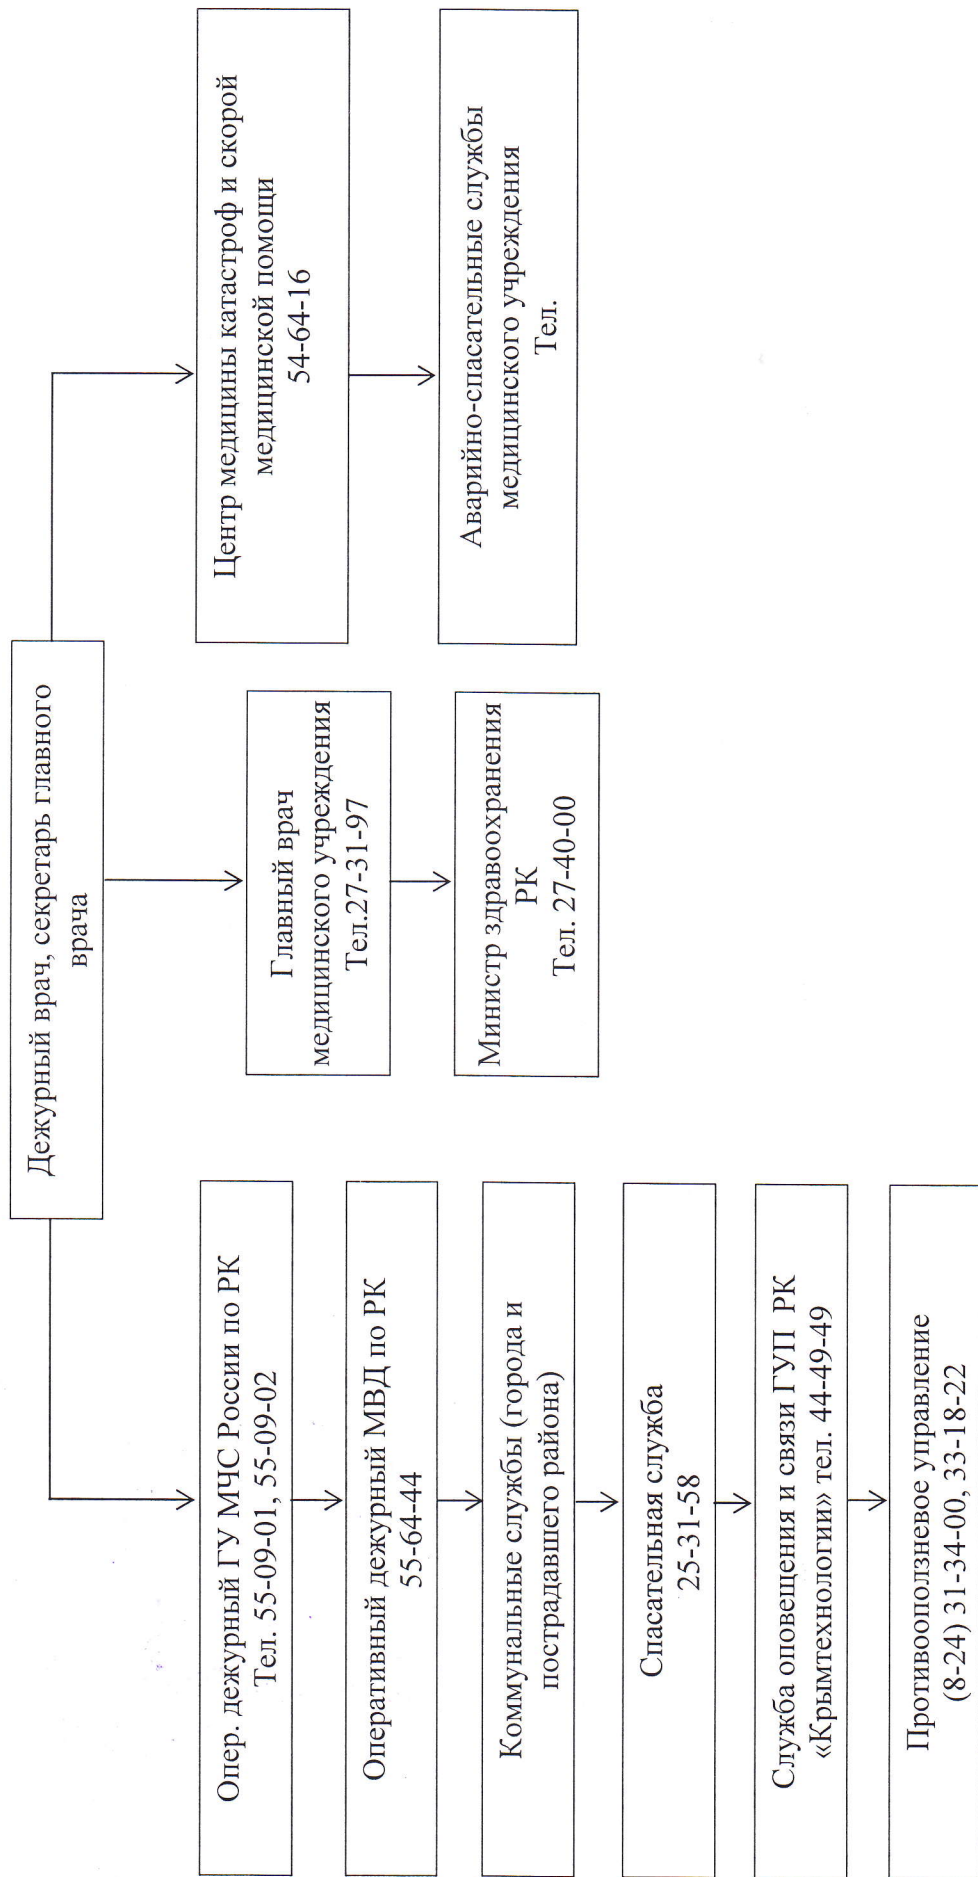 Дежурный врач, секретарь главного
врача
Опер. дежурный ГУ МЧС России по РК
Тел. 55-09-01, 55-09-02
Оперативный дежурный МВД по РК
55-64-44
Коммунальные службы (города и
пострадавшего района)
Спасательная служба
25-31-58
Служба оповещения и связи ГУП РК
«Крымтехнологии» тел. 44-49-49
Противооползневое управление
(8-24) 31-34-00, 33-18-22
Главный врач
медицинского учреждения
Тел.27-31-97
Министр здравоохранения
РК
Тел. 27-40-00
Центр медицины катастроф и скорой
медицинской помощи
54-64-16
Аварийно-спасательные службы
медицинского учреждения
Тел.